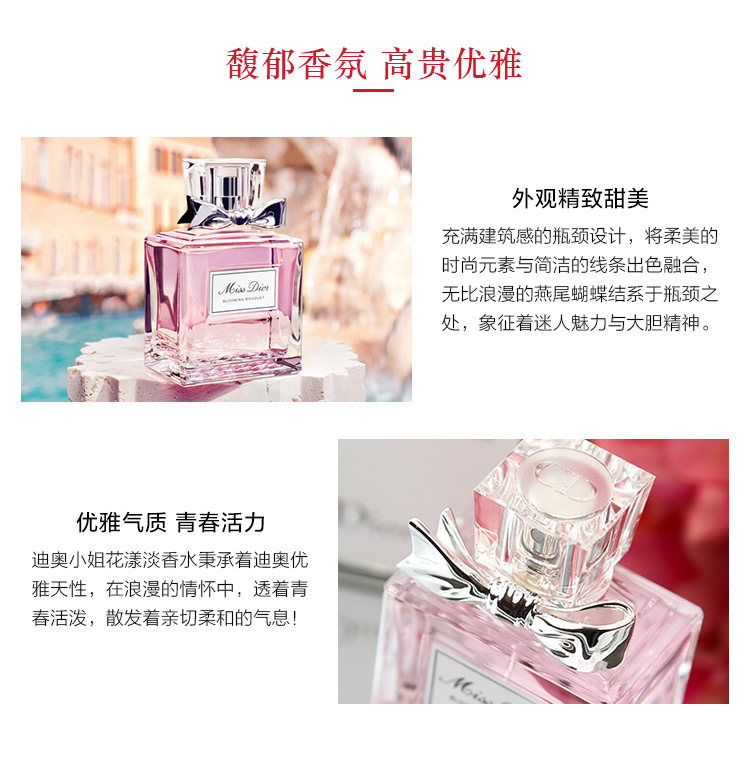 馥郁香氛 高贵优雅
Miss Dior
BLOOMING BOUQUET
外观精致甜美
充满建筑感的瓶颈设计，将柔美的
时尚元素与简洁的线条出色融合，
无比浪漫的燕尾蝴蝶结系于瓶颈之
处，象征着迷人魅力与大胆精神。
优雅气质 青春活力
迪奥小姐花漾淡香水秉承着迪奥优
雅天性，在浪漫的情怀中，透着青
春活泼，散发着亲切柔和的气息！
CD
Dior
Miss Dior